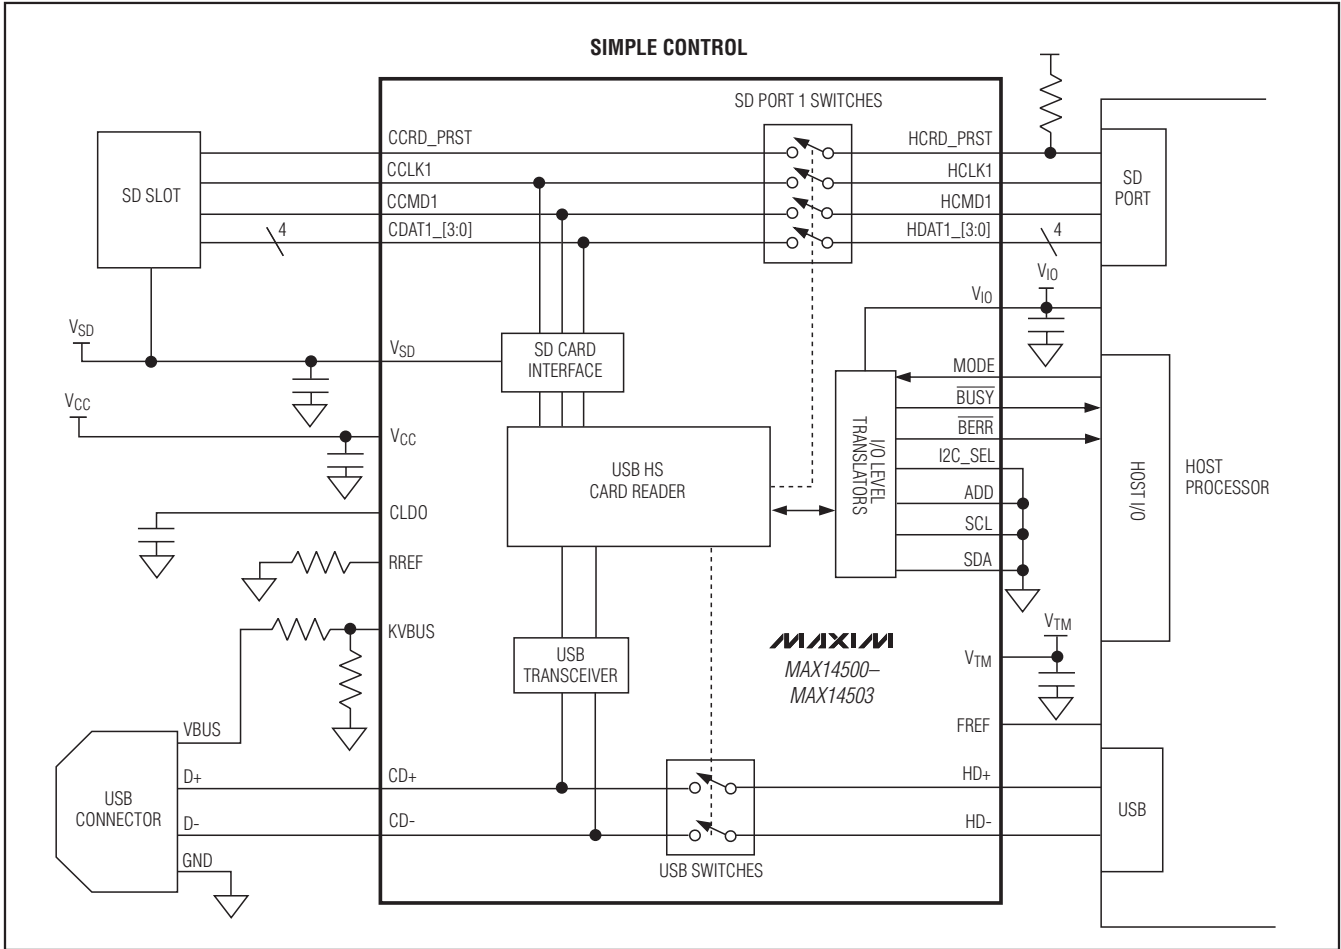 SIMPLE CONTROL
SD PORT 1 SWITCHES
CCRD_PRST
HCRD_PRST
CCLK1
HCLK1
SD SLOT
SD
PORT
CCMD1
HCMD1
4
CDAT1_[3:0]
HDAT1_[3:0]
4
VIO
VIO
VSD
VSD
SD CARD
INTERFACE
MODE
BUSY
VCC
VCC
BERR
I/O LEVEL
TRANSLATORS
I2C_SEL
USB HS
CARD READER
HOST I/O
HOST
PROCESSOR
ADD
CLDO
SCL
RREF
SDA
KVBUS
VTM
MAXIM
USB
TRANSCEIVER
VTM
MAX14500–
MAX14503
FREF
VBUS
D+
CD+
HD+
USB
CONNECTOR
USB
D-
CD-
HD-
GND
USB SWITCHES